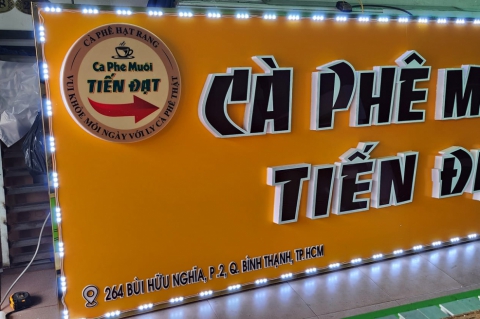 CÀ PHÊ HẠT RANG
Ca Phê Muối
TIẾN ĐẠT
VUI KHỎE MỖI NGÀY VỚI LY CÀ PHÊ THẬT
CÀ PHÊ M
TIẾN Đ
264 BÙI HỮU NGHĨA, P.2, Q. BÌNH THẠNH, TP.HCM